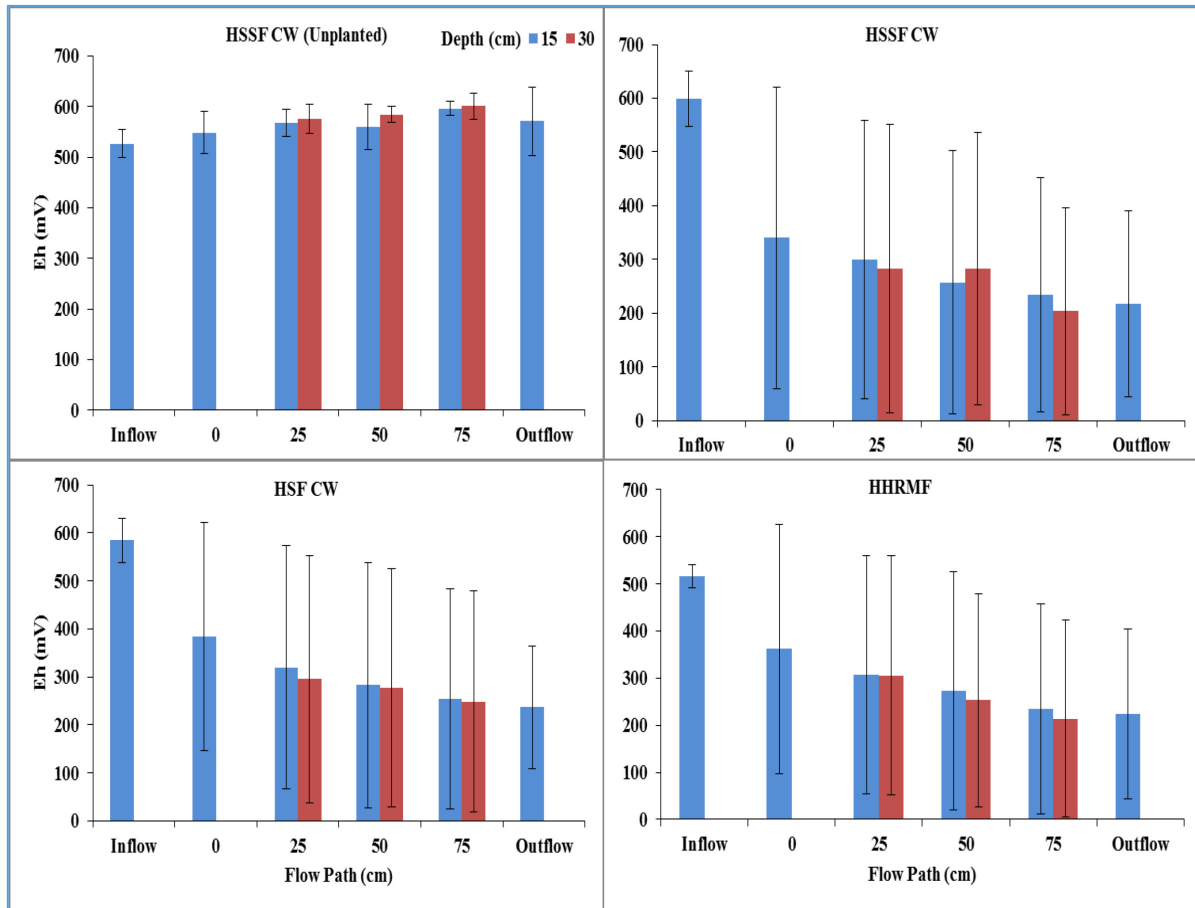 HSSF CW (Unplanted)
Depth (cm) 15 30
700
600
500
400
300
200
100
0
Eh (mV)
Inflow 0 25 50 75 Outflow
HSSF CW
700
600
500
400
300
200
100
0
Inflow 0 25 50 75 Outflow
HSF CW
700
600
500
400
300
200
100
0
Eh (mV)
Inflow 0 25 50 75 Outflow
Flow Path (cm)
HHRMF
700
600
500
400
300
200
100
0
Inflow 0 25 50 75 Outflow
Flow Path (cm)